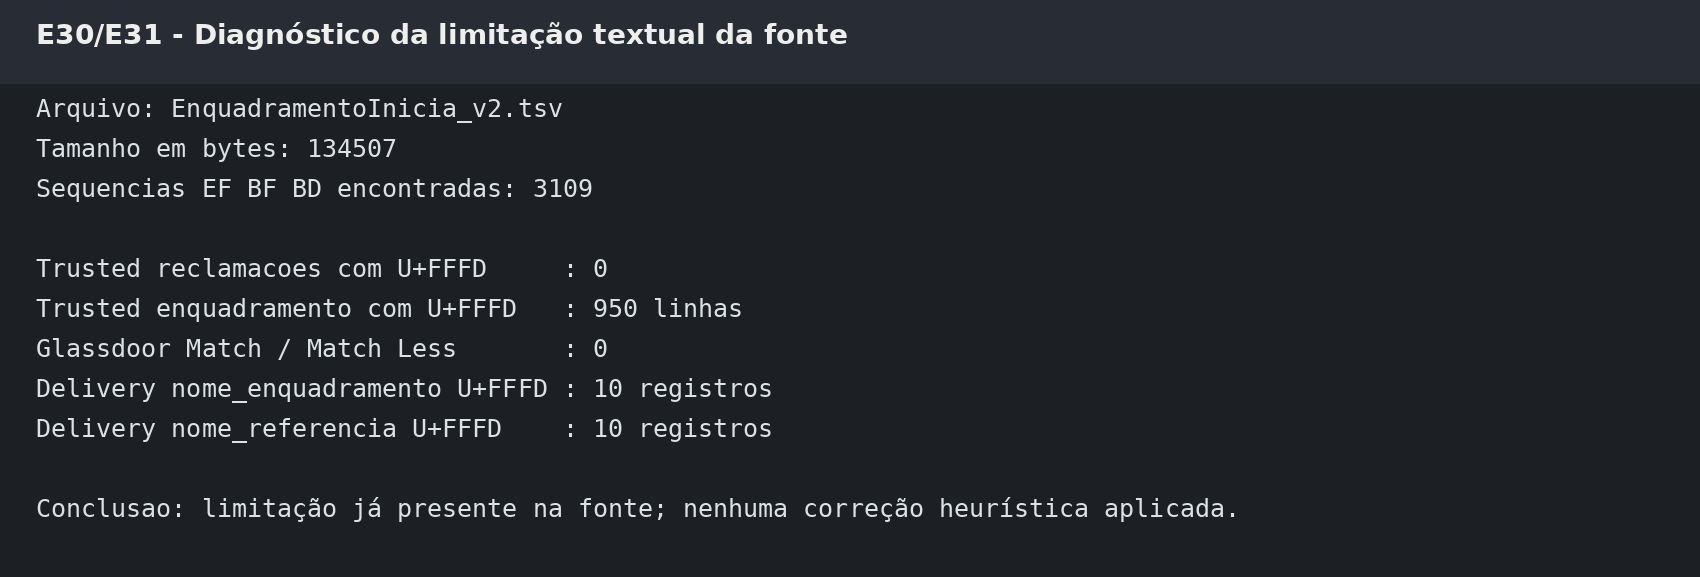 E30/E31 - Diagnóstico da limitação textual da fonte
Arquivo: EnquadramentoInicia_v2.tsv
Tamanho em bytes: 134507
Sequencias EF BF BD encontradas: 3109
Trusted reclamacoes com U+FFFD     : 0
Trusted enquadramento com U+FFFD   : 950 linhas
Glassdoor Match / Match Less       : 0
Delivery nome_enquadramento U+FFFD : 10 registros
Delivery nome_referencia U+FFFD    : 10 registros
Conclusao: limitação já presente na fonte; nenhuma correção heurística aplicada.